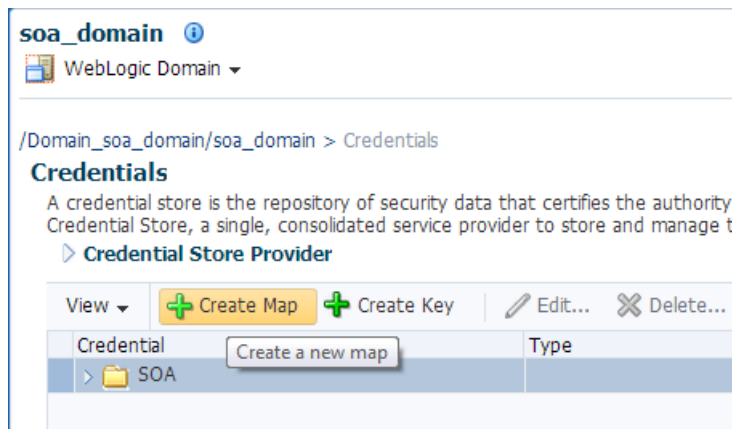 soa_domain
WebLogic Domain
/Domain_soa_domain/soa_domain > Credentials
Credentials
A credential store is the repository of security data that certifies the authority
Credential Store, a single, consolidated service provider to store and manage t
Credential Store Provider
View Create Map Create Key Edit... Delete...
Credential Type
Create a new map
SOA